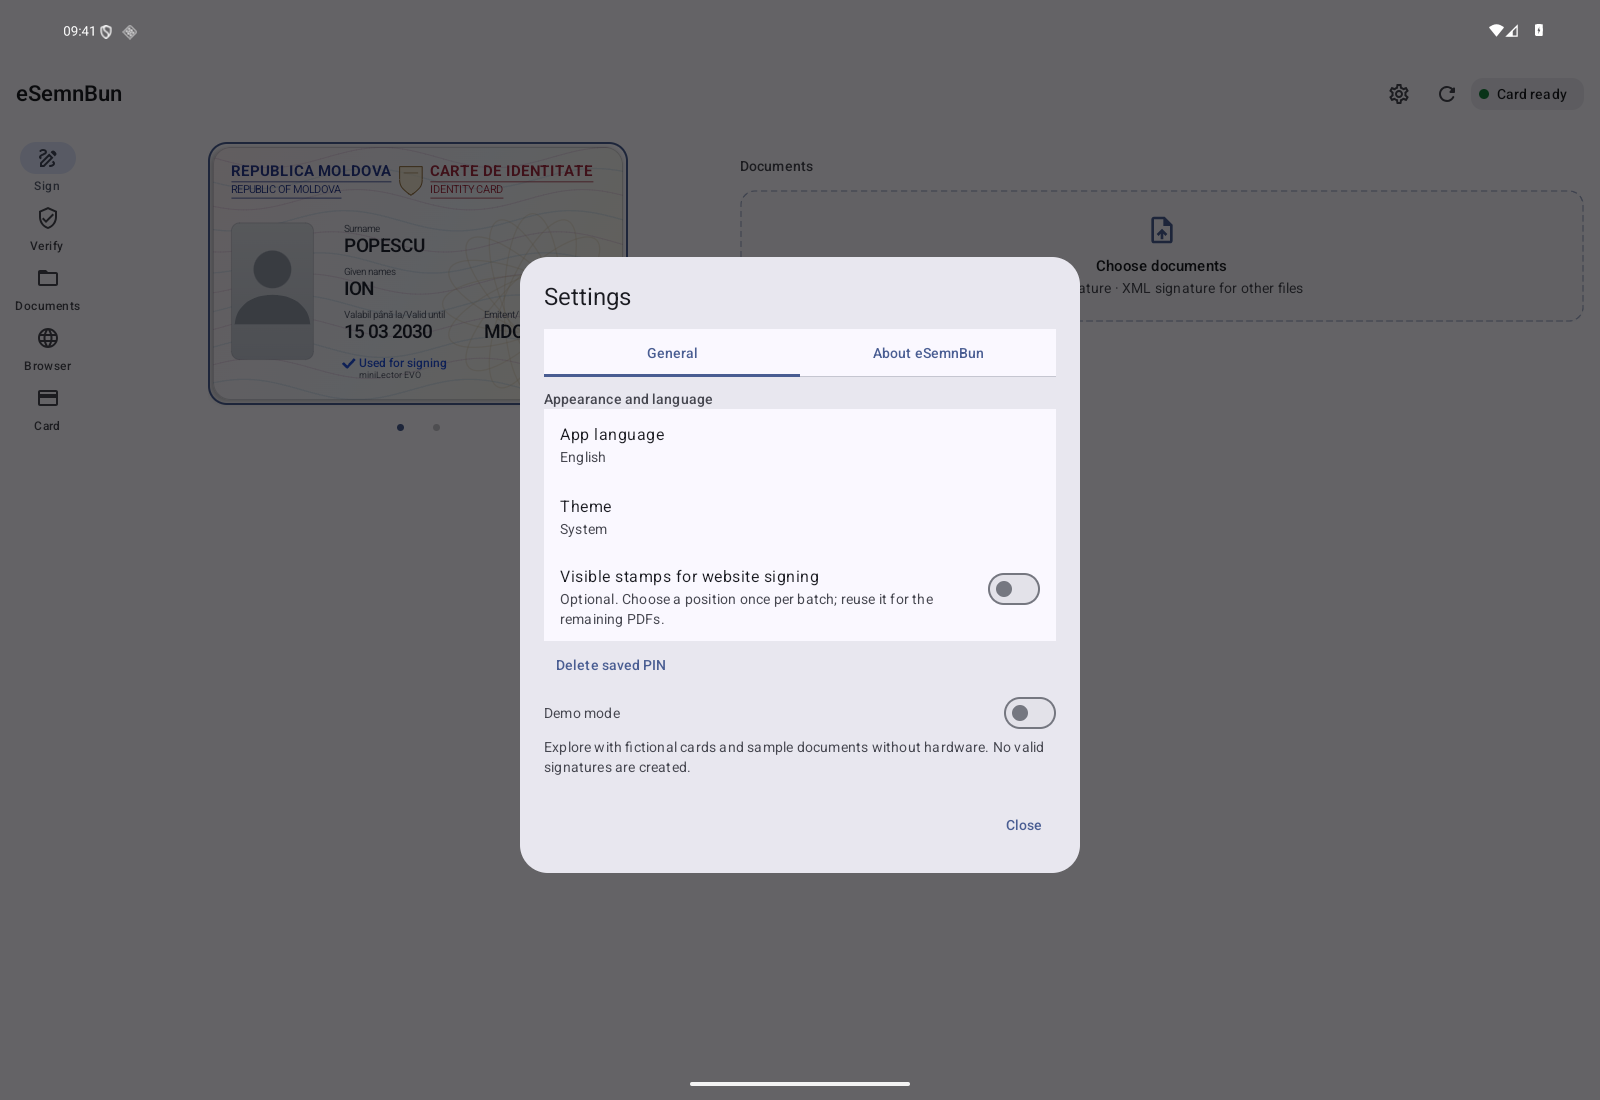 09:41
eSemnBun
Card ready
Sign
Verify
Documents
Browser
Card
REPUBLICA MOLDOVA
CARTE DE IDENTITATE
REPUBLIC OF MOLDOVA
IDENTITY CARD
Surname
POPESCU
Given names
ION
Valabil până la/Valid until
Emitent/
15 03 2030
Used for signing
miniLector EVO
Documents
Choose documents
XML signature for other files
Settings
General
About eSemnBun
Appearance and language
App language
English
Theme
System
Visible stamps for website signing
Optional. Choose a position once per batch; reuse it for the
remaining PDFs.
Delete saved PIN
Demo mode
Explore with fictional cards and sample documents without hardware. No valid
signatures are created.
Close